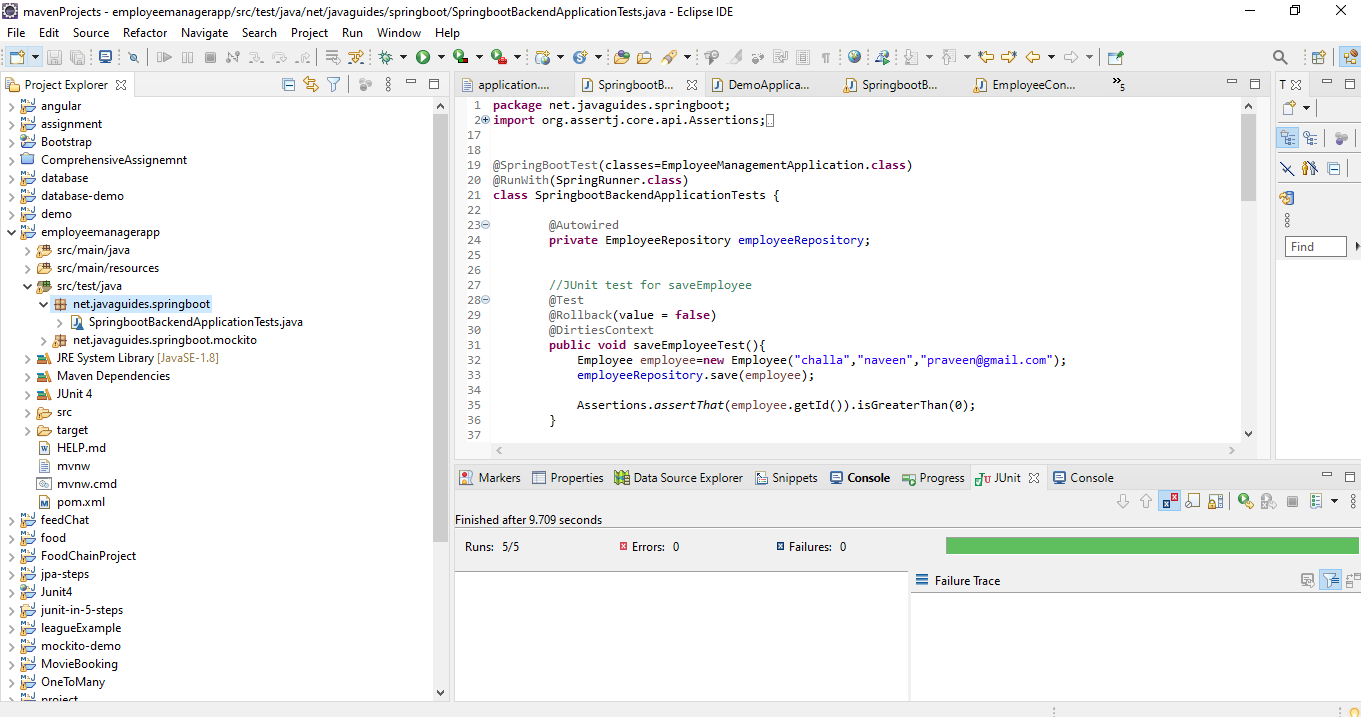 mavenProjects - employeemanagerapp/src/test/java/net/javaguides/springboot/SpringbootBackendApplicationTests.java - Eclipse IDE
File Edit Source Refactor Navigate Search Project Run Window Help
Project Explorer
angular
assignment
Bootstrap
ComprehensiveAssignemnt
database
database-demo
demo
employeemanagerapp
src/main/java
src/main/resources
src/test/java
net.javaguides.springboot
SpringbootBackendApplicationTests.java
net.javaguides.springboot.mockito
JRE System Library [JavaSE-1.8]
Maven Dependencies
JUnit 4
src
target
HELP.md
mvnw
mvnw.cmd
pom.xml
feedChat
food
FoodChainProject
jpa-steps
Junit4
junit-in-5-steps
leagueExample
mockito-demo
MovieBooking
OneToMany
project
application.... SpringbootB... DemoApplica... SpringbootB... EmployeeCon... »5
1 package net.javaguides.springboot;
2 import org.assertj.core.api.Assertions;
17
18
19 @SpringBootTest(classes=EmployeeManagementApplication.class)
20 @RunWith(SpringRunner.class)
21 class SpringbootBackendApplicationTests {
22
23 @Autowired
24 private EmployeeRepository employeeRepository;
25
26
27 //JUnit test for saveEmployee
28 @Test
29 @Rollback(value = false)
30 @DirtiesContext
31 public void saveEmployeeTest(){
32 Employee employee=new Employee("challa","naveen","praveen@gmail.com");
33 employeeRepository.save(employee);
34
35 Assertions.assertThat(employee.getId()).isGreaterThan(0);
36 }
37
T
Find
Markers Properties Data Source Explorer Snippets Console Progress JUnit Console
Finished after 9.709 seconds
Runs: 5/5 Errors: 0 Failures: 0
Failure Trace